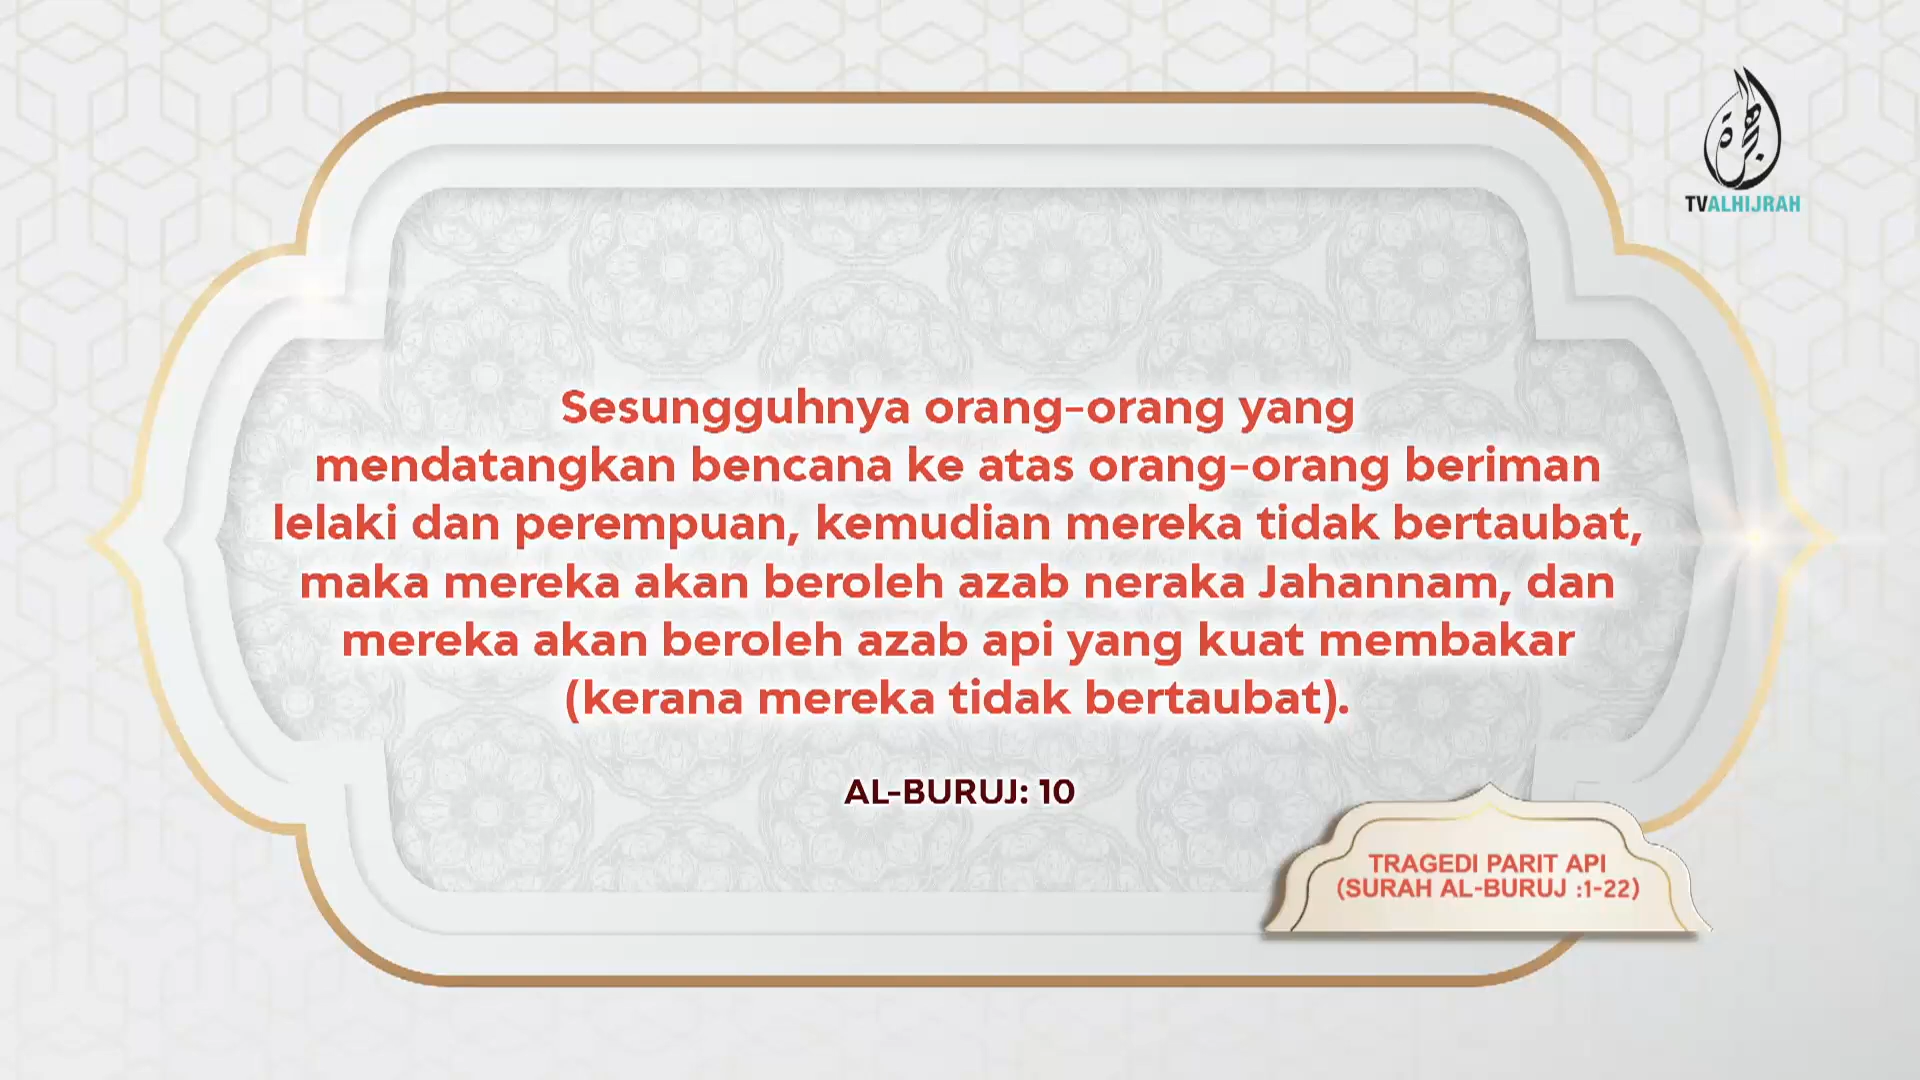 الهجرة
TVALHIJRAH
Sesungguhnya orang-orang yang
mendatangkan bencana ke atas orang-orang beriman
lelaki dan perempuan, kemudian mereka tidak bertaubat,
maka mereka akan beroleh azab neraka Jahannam, dan
mereka akan beroleh azab api yang kuat membakar
(kerana mereka tidak bertaubat).
AL-BURUJ: 10
TRAGEDI PARIT API
(SURAH AL-BURUJ :1-22)